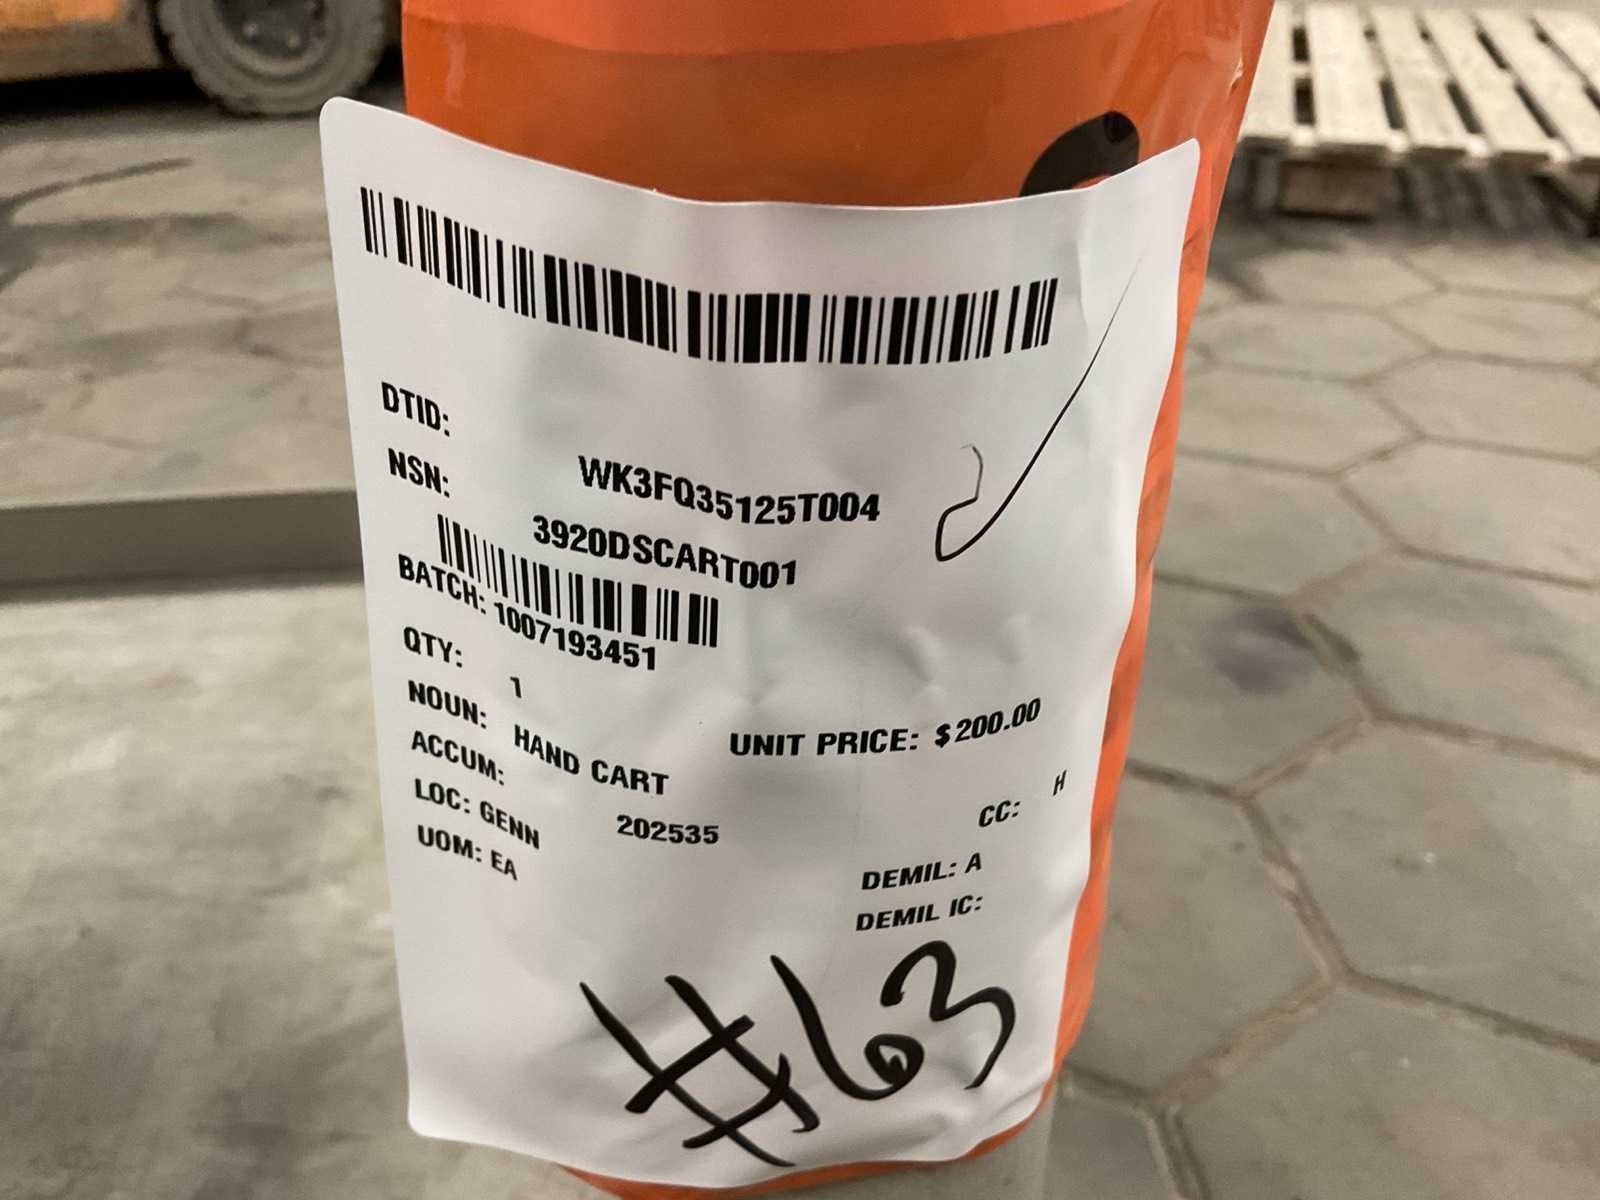 DTID: WK3FQ35125T004
NSN: 3920DSCART001
BATCH: 1007193451
QTY: 1
UNIT PRICE: $200.00
NOUN: HAND CART
ACCUM: 202535
CC: H
LOC: GENN
DEMIL: A
UOM: EA
DEMIL IC:
#63